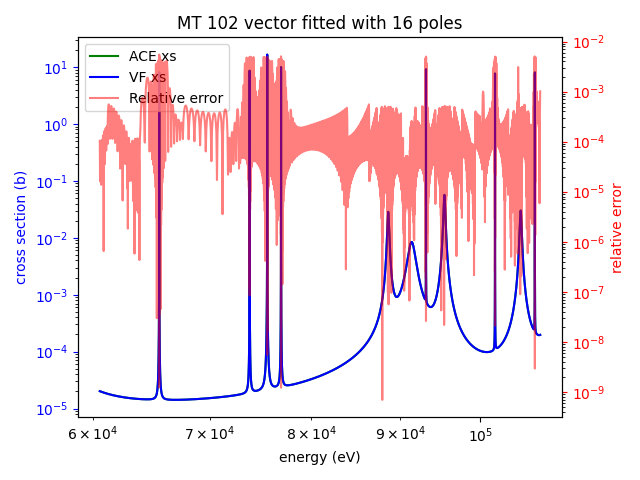 MT 102 vector fitted with 16 poles
ACE xs
VF xs
Relative error
cross section (b)
10¹
10⁰
10⁻¹
10⁻²
10⁻³
10⁻⁴
10⁻⁵
10⁻²
10⁻³
10⁻⁴
10⁻⁵
10⁻⁶
10⁻⁷
10⁻⁸
10⁻⁹
relative error
6 × 10⁴ 7 × 10⁴ 8 × 10⁴ 9 × 10⁴ 10⁵
energy (eV)